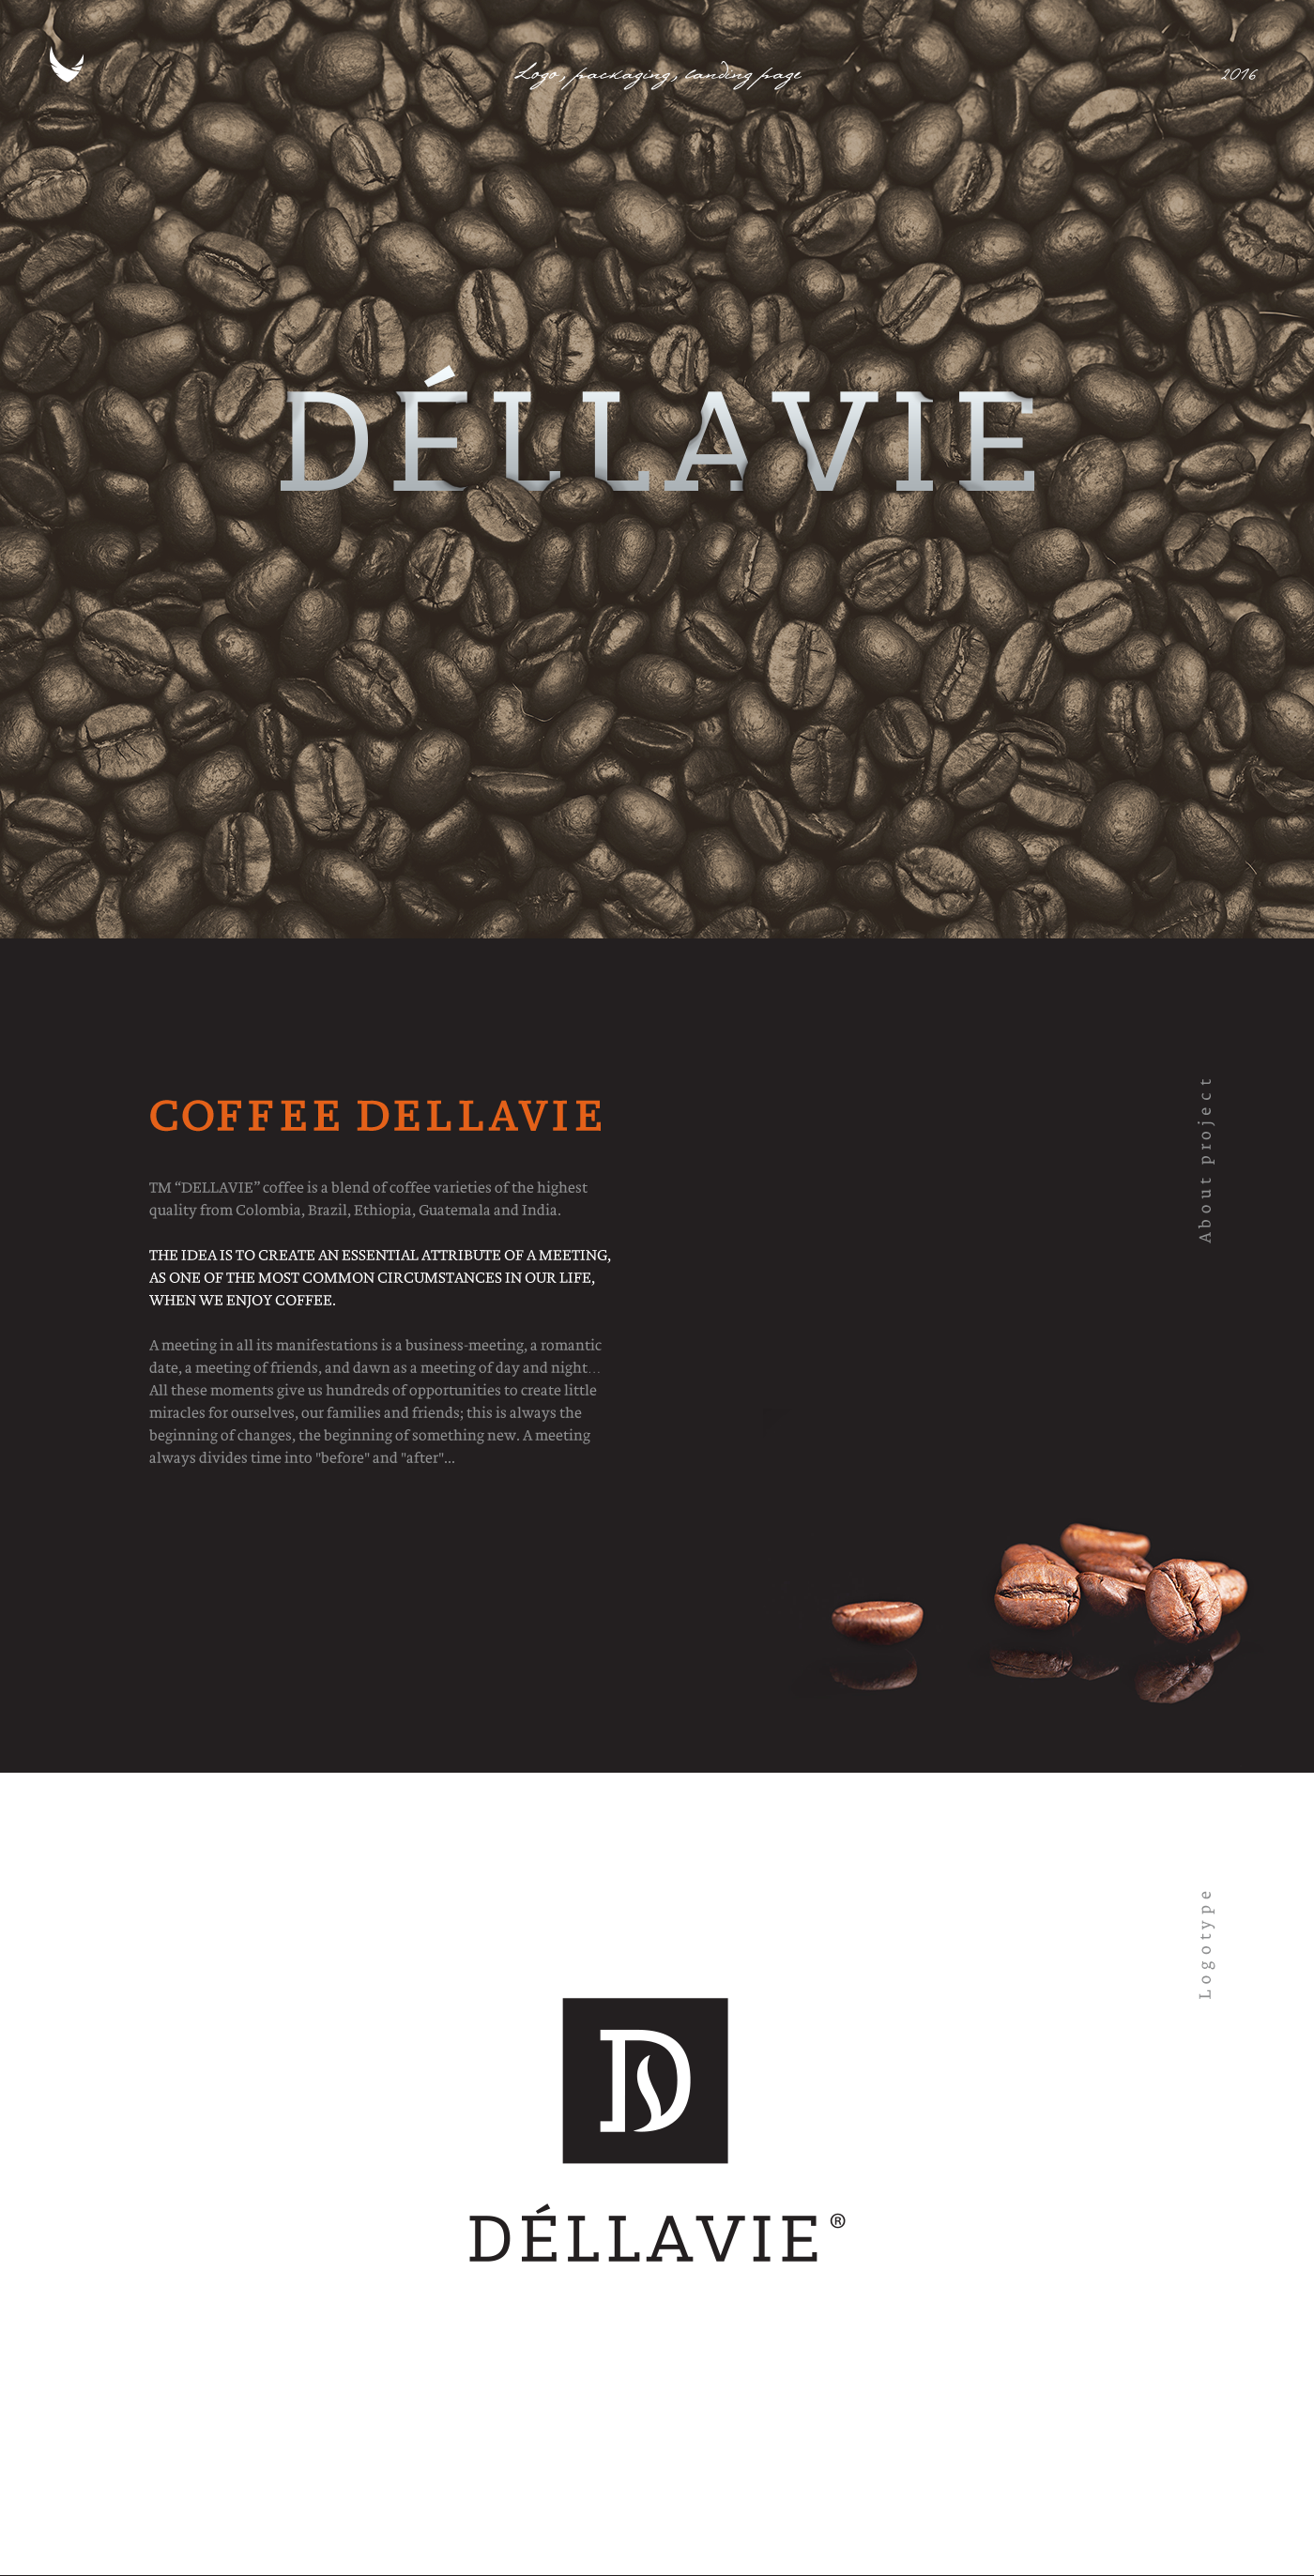 Logo, packaging, landing page
2016
DÉLLAVIE
COFFEE DELLAVIE
About project
TM “DELLAVIE” coffee is a blend of coffee varieties of the highest
quality from Colombia, Brazil, Ethiopia, Guatemala and India.
THE IDEA IS TO CREATE AN ESSENTIAL ATTRIBUTE OF A MEETING,
AS ONE OF THE MOST COMMON CIRCUMSTANCES IN OUR LIFE,
WHEN WE ENJOY COFFEE.
A meeting in all its manifestations is a business-meeting, a romantic
date, a meeting of friends, and dawn as a meeting of day and night…
All these moments give us hundreds of opportunities to create little
miracles for ourselves, our families and friends; this is always the
beginning of changes, the beginning of something new. A meeting
always divides time into "before" and "after"...
Logotype
D
DÉLLAVIE ®